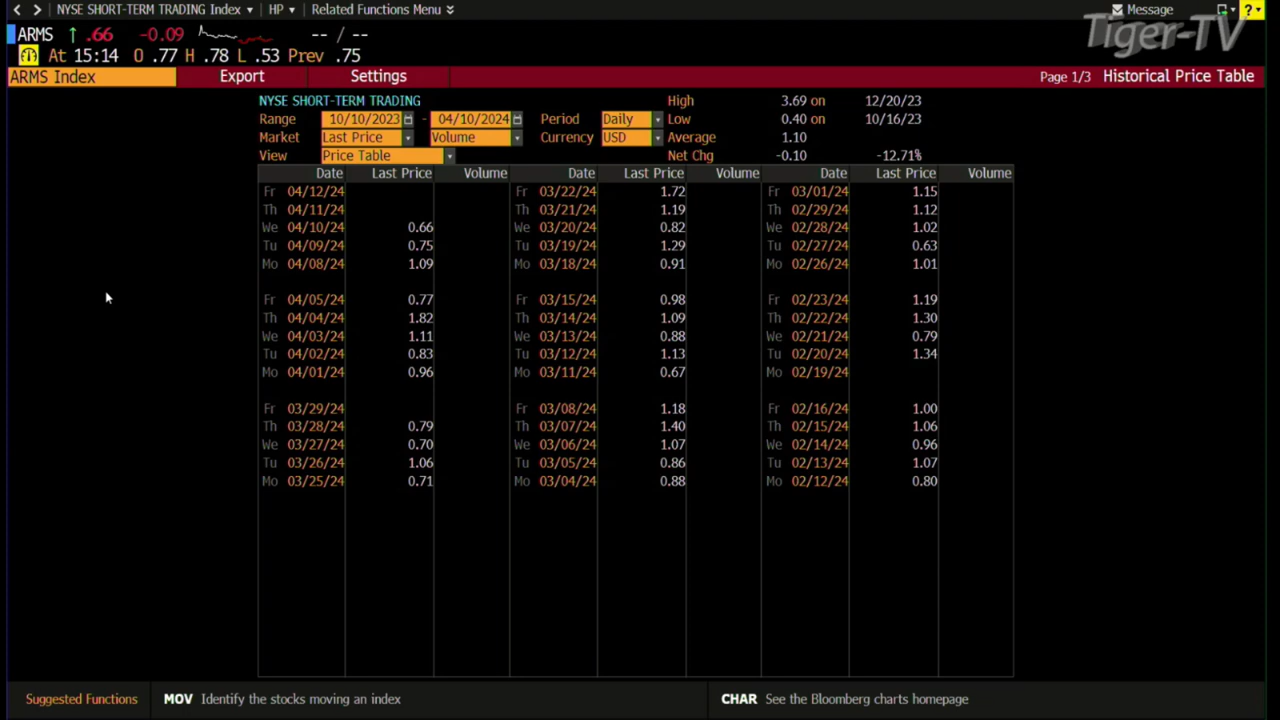 NYSE SHORT-TERM TRADING Index HP Related Functions Menu Message ?
ARMS ↑ .66 -0.09 -- / --
At 15:14 O .77 H .78 L .53 Prev .75
Tiger-TV
ARMS Index Export Settings Page 1/3 Historical Price Table
NYSE SHORT-TERM TRADING High 3.69 on 12/20/23
Range 10/10/2023 - 04/10/2024 Period Daily Low 0.40 on 10/16/23
Market Last Price Volume Currency USD Average 1.10
View Price Table Net Chg -0.10 -12.71%
Date Last Price Volume Date Last Price Volume Date Last Price Volume
Fr 04/12/24 Fr 03/22/24 1.72 Fr 03/01/24 1.15
Th 04/11/24 Th 03/21/24 1.19 Th 02/29/24 1.12
We 04/10/24 0.66 We 03/20/24 0.82 We 02/28/24 1.02
Tu 04/09/24 0.75 Tu 03/19/24 1.29 Tu 02/27/24 0.63
Mo 04/08/24 1.09 Mo 03/18/24 0.91 Mo 02/26/24 1.01
Fr 04/05/24 0.77 Fr 03/15/24 0.98 Fr 02/23/24 1.19
Th 04/04/24 1.82 Th 03/14/24 1.09 Th 02/22/24 1.30
We 04/03/24 1.11 We 03/13/24 0.88 We 02/21/24 0.79
Tu 04/02/24 0.83 Tu 03/12/24 1.13 Tu 02/20/24 1.34
Mo 04/01/24 0.96 Mo 03/11/24 0.67 Mo 02/19/24
Fr 03/29/24 Fr 03/08/24 1.18 Fr 02/16/24 1.00
Th 03/28/24 0.79 Th 03/07/24 1.40 Th 02/15/24 1.06
We 03/27/24 0.70 We 03/06/24 1.07 We 02/14/24 0.96
Tu 03/26/24 1.06 Tu 03/05/24 0.86 Tu 02/13/24 1.07
Mo 03/25/24 0.71 Mo 03/04/24 0.88 Mo 02/12/24 0.80
Suggested Functions MOV Identify the stocks moving an index CHAR See the Bloomberg charts homepage